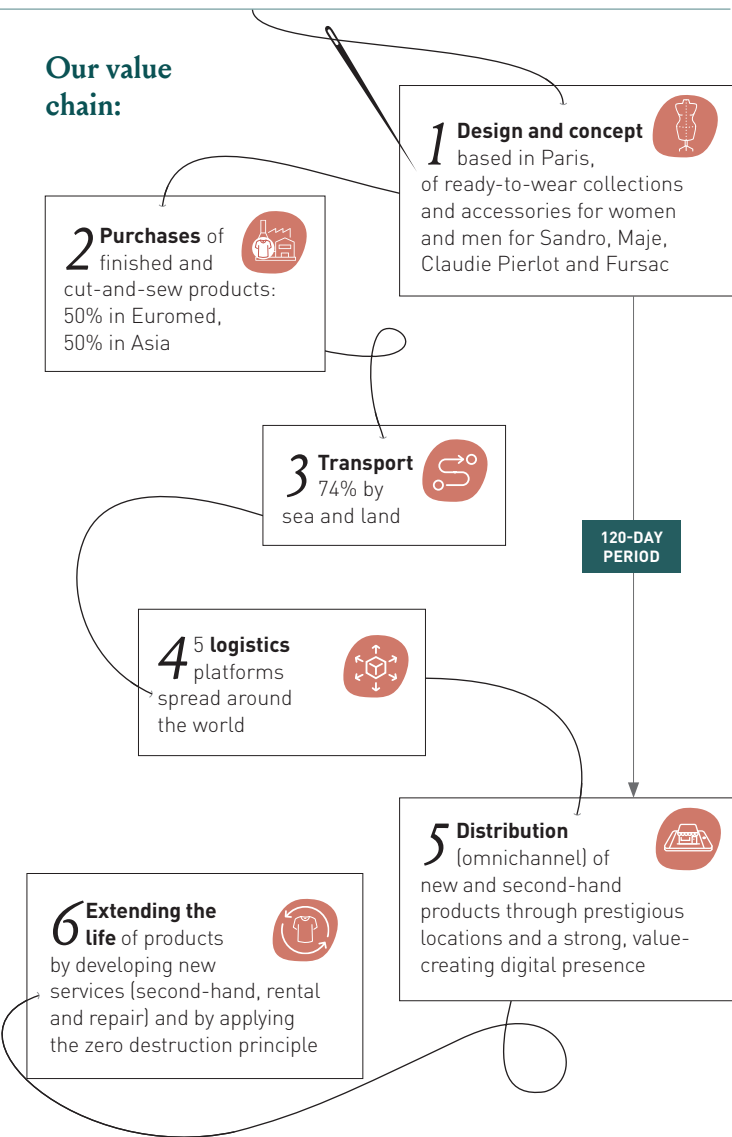 Our value
chain:
1 Design and concept
based in Paris,
of ready-to-wear collections
and accessories for women
and men for Sandro, Maje,
Claudie Pierlot and Fursac
2 Purchases of
finished and
cut-and-sew products:
50% in Euromed,
50% in Asia
3 Transport
74% by
sea and land
120-DAY
PERIOD
4 5 logistics
platforms
spread around
the world
5 Distribution
(omnichannel) of
new and second-hand
products through prestigious
locations and a strong, value-
creating digital presence
6 Extending the
life of products
by developing new
services (second-hand, rental
and repair) and by applying
the zero destruction principle